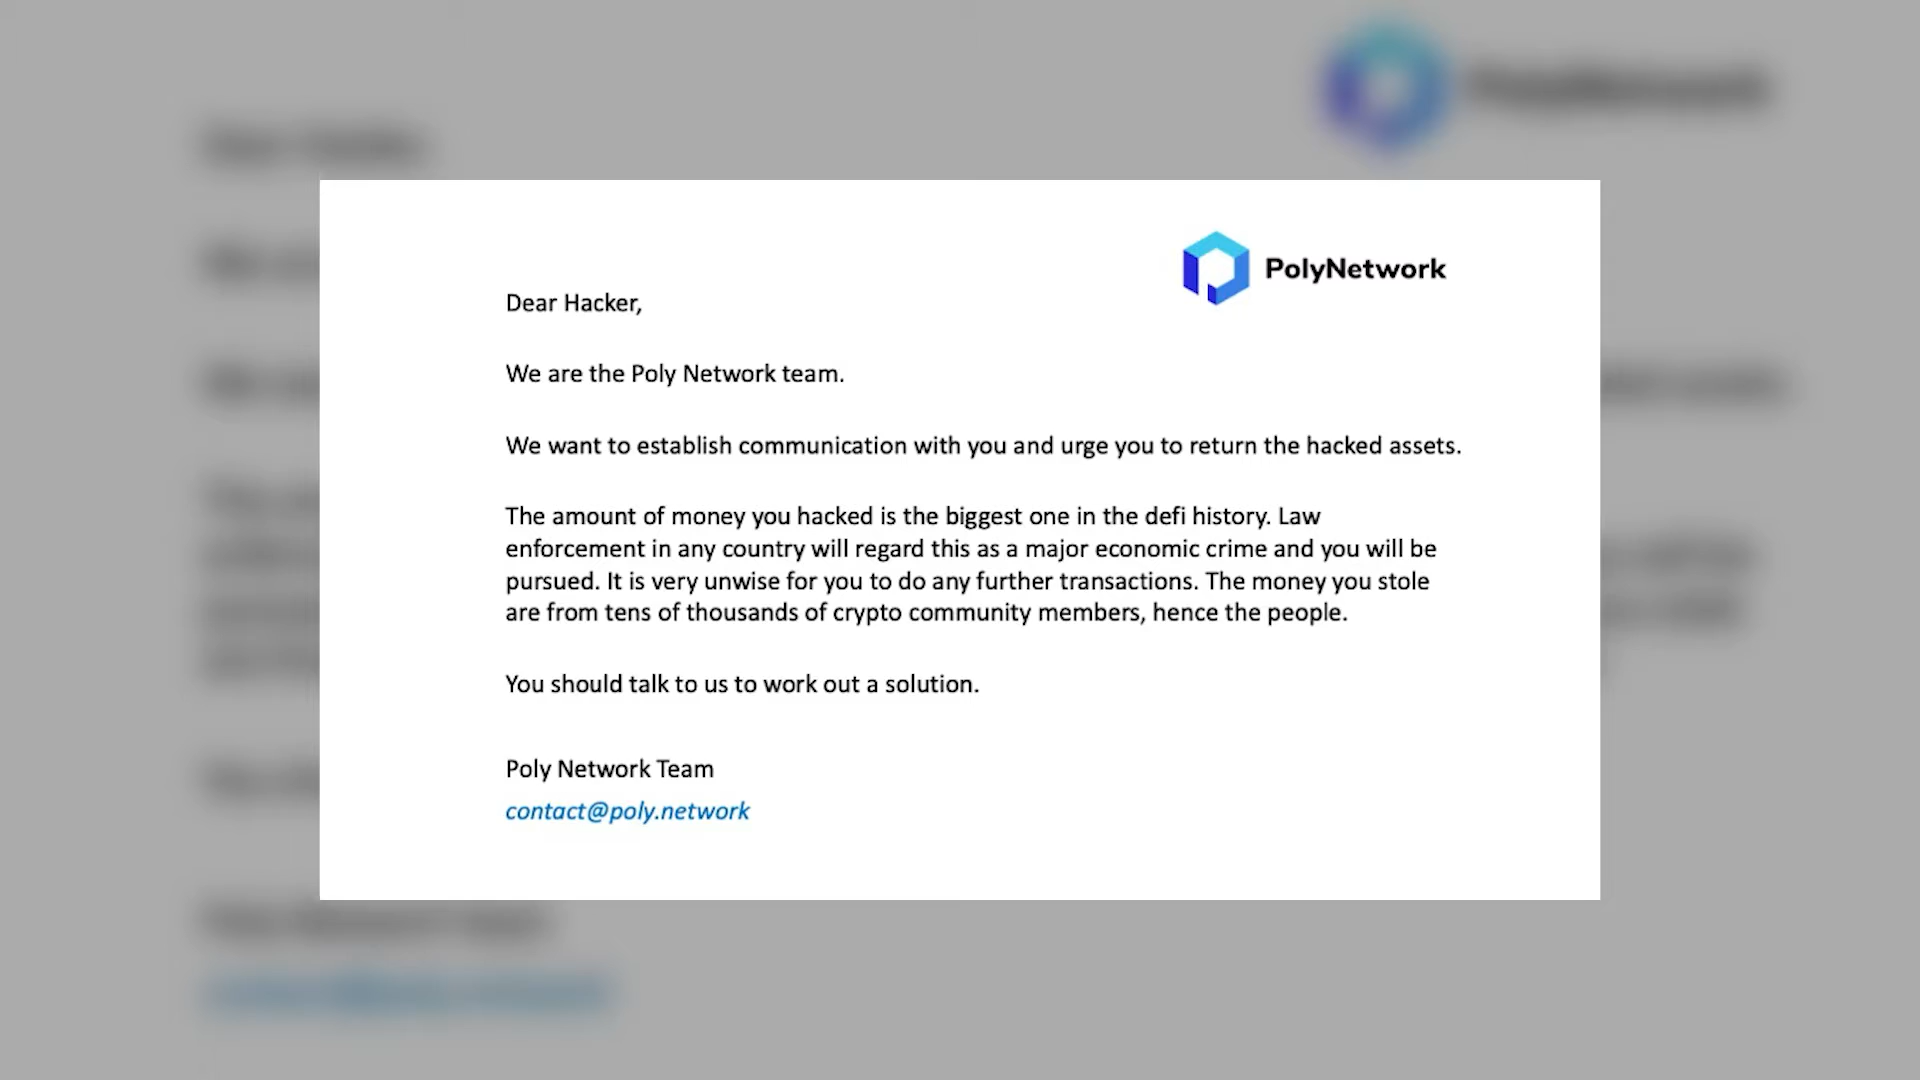 PolyNetwork
Dear Hacker,
We are the Poly Network team.
We want to establish communication with you and urge you to return the hacked assets.
The amount of money you hacked is the biggest one in the defi history. Law
enforcement in any country will regard this as a major economic crime and you will be
pursued. It is very unwise for you to do any further transactions. The money you stole
are from tens of thousands of crypto community members, hence the people.
You should talk to us to work out a solution.
Poly Network Team
contact@poly.network